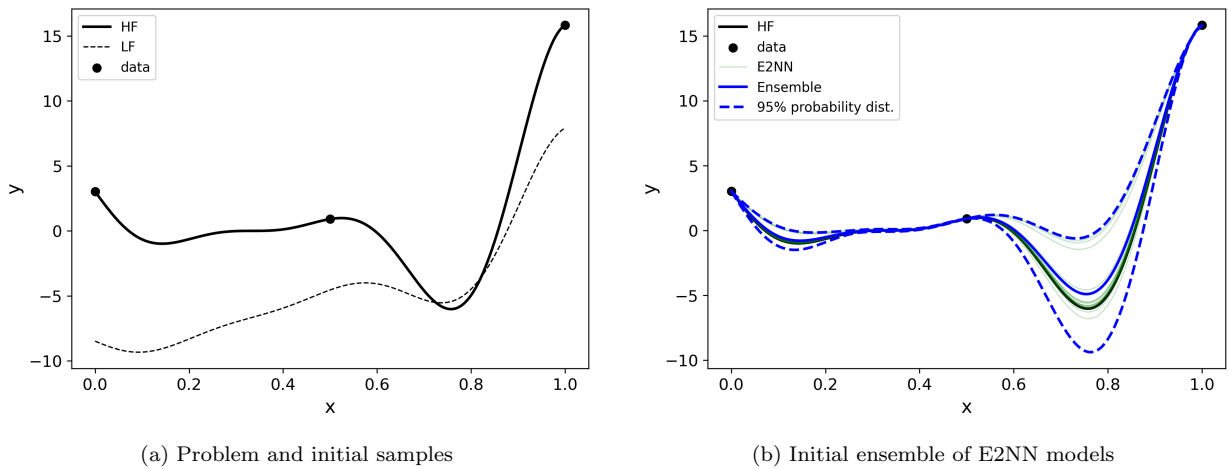 HF
LF
data
15
10
5
0
−5
−10
y
0.0 0.2 0.4 0.6 0.8 1.0
x
(a) Problem and initial samples
HF
data
E2NN
Ensemble
95% probability dist.
15
10
5
0
−5
−10
y
0.0 0.2 0.4 0.6 0.8 1.0
x
(b) Initial ensemble of E2NN models